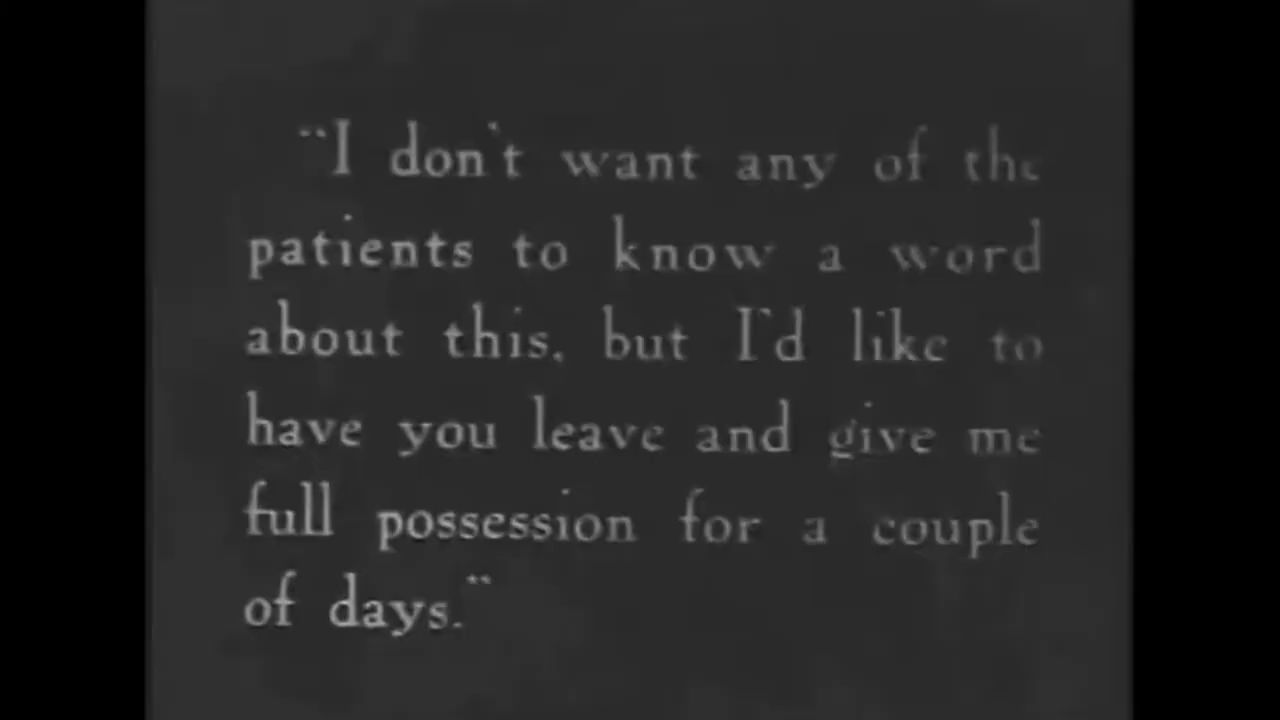 "I don't want any of the
patients to know a word
about this, but I'd like to
have you leave and give me
full possession for a couple
of days."